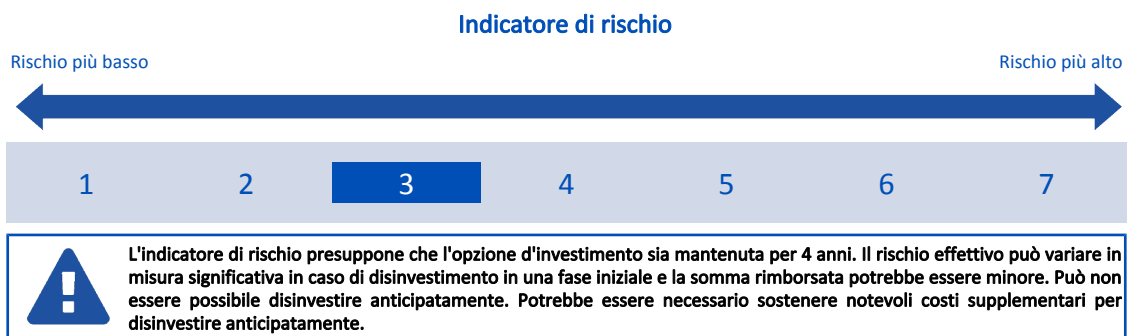 Indicatore di rischio
Rischio più basso Rischio più alto
1 2 3 4 5 6 7
L'indicatore di rischio presuppone che l'opzione d'investimento sia mantenuta per 4 anni. Il rischio effettivo può variare in
misura significativa in caso di disinvestimento in una fase iniziale e la somma rimborsata potrebbe essere minore. Può non
essere possibile disinvestire anticipatamente. Potrebbe essere necessario sostenere notevoli costi supplementari per
disinvestire anticipatamente.